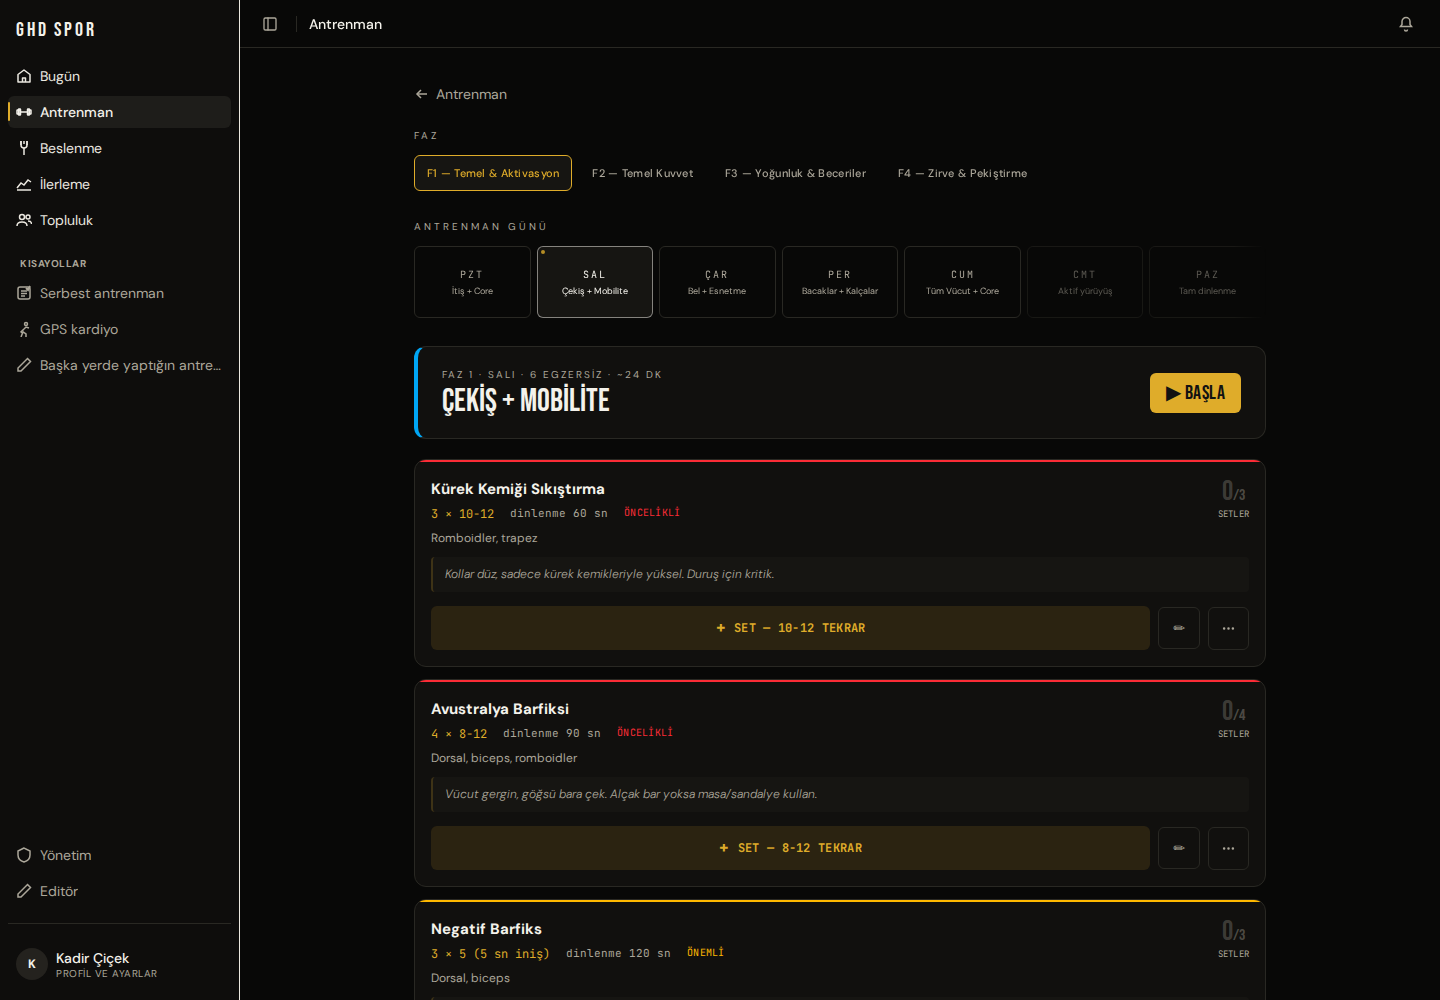 GHD SPOR
Bugün
Antrenman
Beslenme
İlerleme
Topluluk
KISAYOLLAR
Serbest antrenman
GPS kardiyo
Başka yerde yaptığın antre...
Yönetim
Editör
K
Kadir Çiçek
PROFİL VE AYARLAR
Antrenman
← Antrenman
FAZ
F1 — Temel & Aktivasyon
F2 — Temel Kuvvet
F3 — Yoğunluk & Beceriler
F4 — Zirve & Pekiştirme
ANTRENMAN GÜNÜ
PZT
İtiş + Core
SAL
Çekiş + Mobilite
ÇAR
Bel + Esnetme
PER
Bacaklar + Kalçalar
CUM
Tüm Vücut + Core
CMT
Aktif yürüyüş
PAZ
Tam dinlenme
FAZ 1 · SALI · 6 EGZERSİZ · ~24 DK
ÇEKİŞ + MOBİLİTE
▶ BAŞLA
Kürek Kemiği Sıkıştırma
0/3
3 × 10-12 dinlenme 60 sn ÖNCELİKLİ
SETLER
Romboidler, trapez
Kollar düz, sadece kürek kemikleriyle yüksel. Duruş için kritik.
+ SET — 10-12 TEKRAR
Avustralya Barfiksi
0/4
4 × 8-12 dinlenme 90 sn ÖNCELİKLİ
SETLER
Dorsal, biceps, romboidler
Vücut gergin, göğsü bara çek. Alçak bar yoksa masa/sandalye kullan.
+ SET — 8-12 TEKRAR
Negatif Barfiks
0/3
3 × 5 (5 sn iniş) dinlenme 120 sn ÖNEMLİ
SETLER
Dorsal, biceps